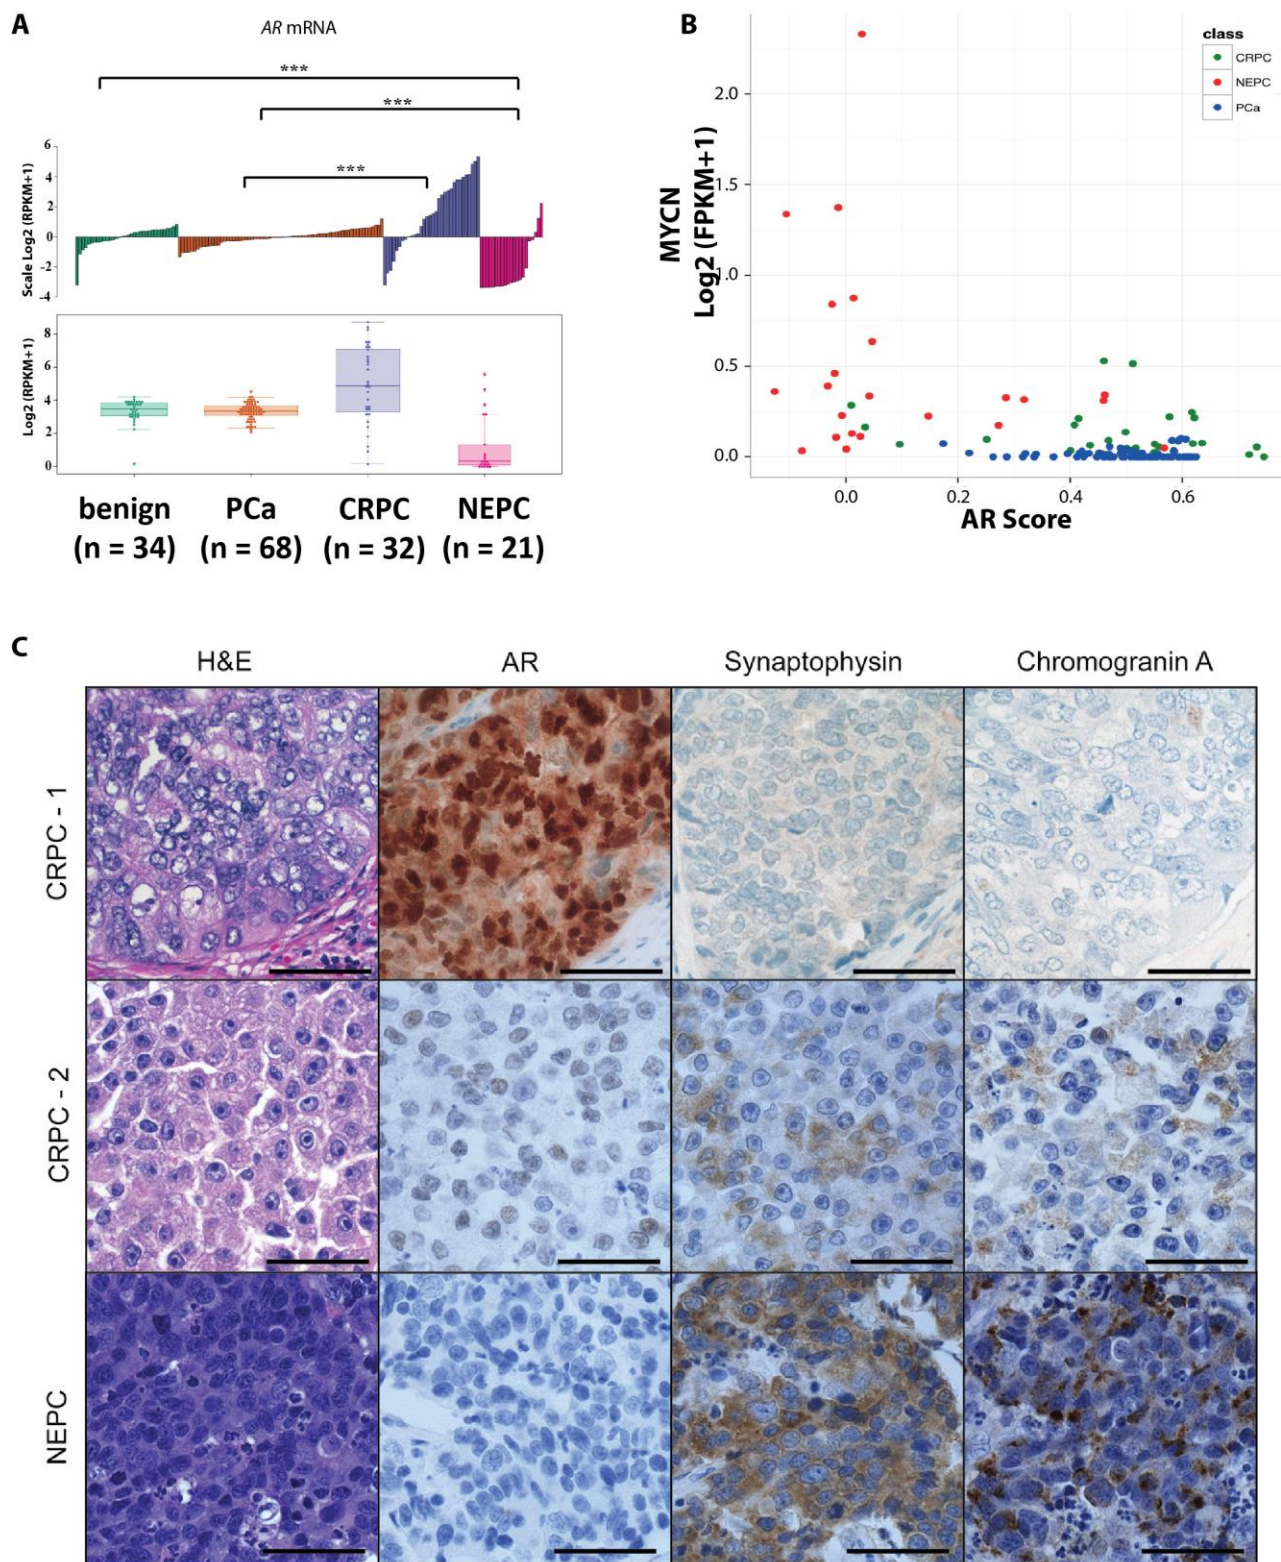 A
AR mRNA
***
***
***
Scale Log2 (RPKM+1)
6
4
2
0
-2
-4
Log2 (RPKM+1)
8
6
4
2
0
benign
(n = 34)
PCa
(n = 68)
CRPC
(n = 32)
NEPC
(n = 21)
B
MYCN
Log2 (FPKM+1)
2.0
1.5
1.0
0.5
0.0
0.0
0.2
0.4
0.6
AR Score
class
CRPC
NEPC
PCa
C
H&E
AR
Synaptophysin
Chromogranin A
CRPC - 1
CRPC - 2
NEPC